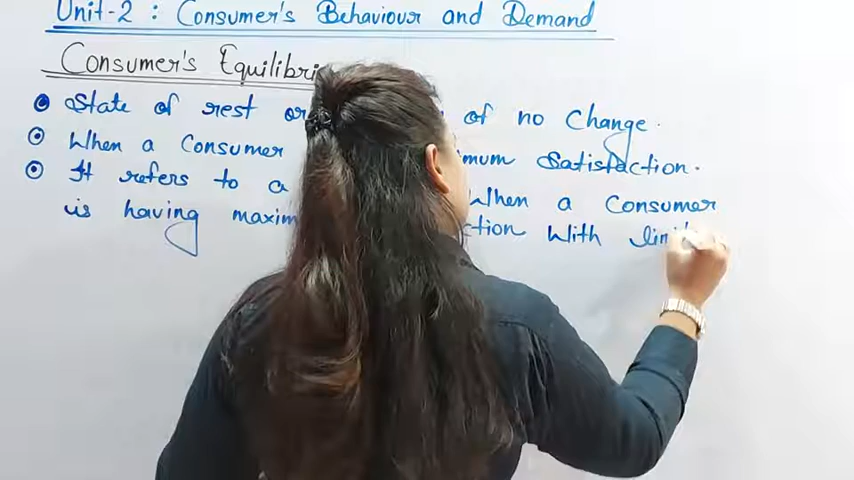 Unit-2 : Consumer's Behaviour and Demand
Consumer's Equilibri
State of rest or of no Change.
When a Consumer mum Satisfaction.
It refers to a When a Consumer
is having maxim ction With limit